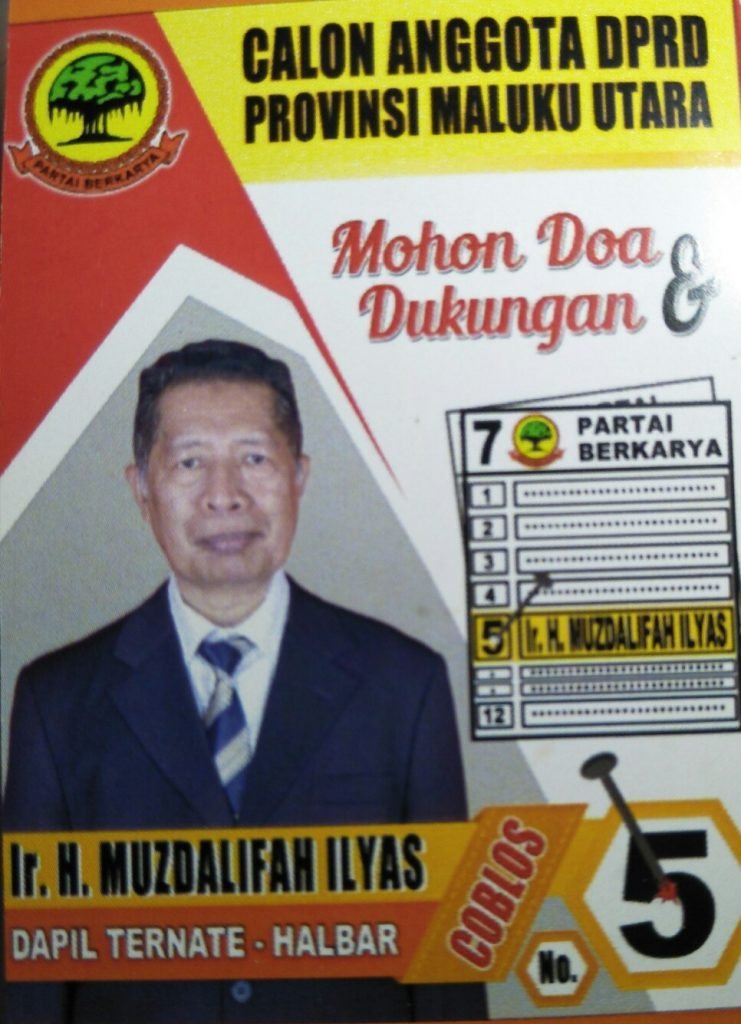 CALON ANGGOTA DPRD
PROVINSI MALUKU UTARA
PARTAI BERKARYA
Mohon Doa
& Dukungan
7 PARTAI
BERKARYA
1
2
3
4
5 Ir. H. MUZDALIFAH ILYAS
12
Ir. H. MUZDALIFAH ILYAS
DAPIL TERNATE - HALBAR
COBLOS
No. 5